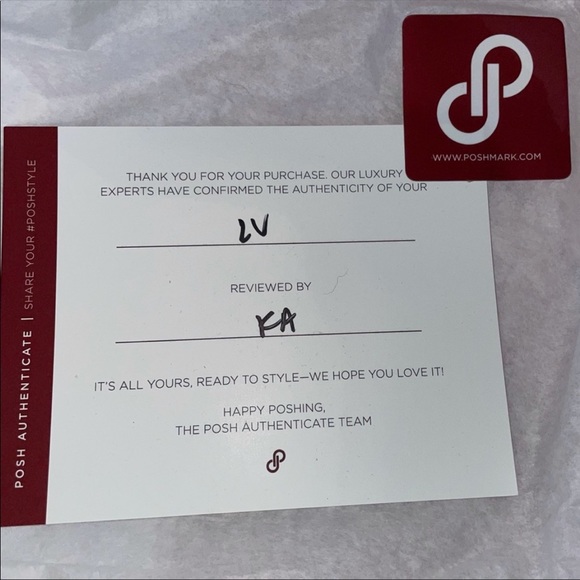 WWW.POSHMARK.COM
THANK YOU FOR YOUR PURCHASE. OUR LUXURY
EXPERTS HAVE CONFIRMED THE AUTHENTICITY OF YOUR
LV
REVIEWED BY
KA
IT'S ALL YOURS, READY TO STYLE—WE HOPE YOU LOVE IT!
HAPPY POSHING,
THE POSH AUTHENTICATE TEAM
POSH AUTHENTICATE | SHARE YOUR #POSHSTYLE